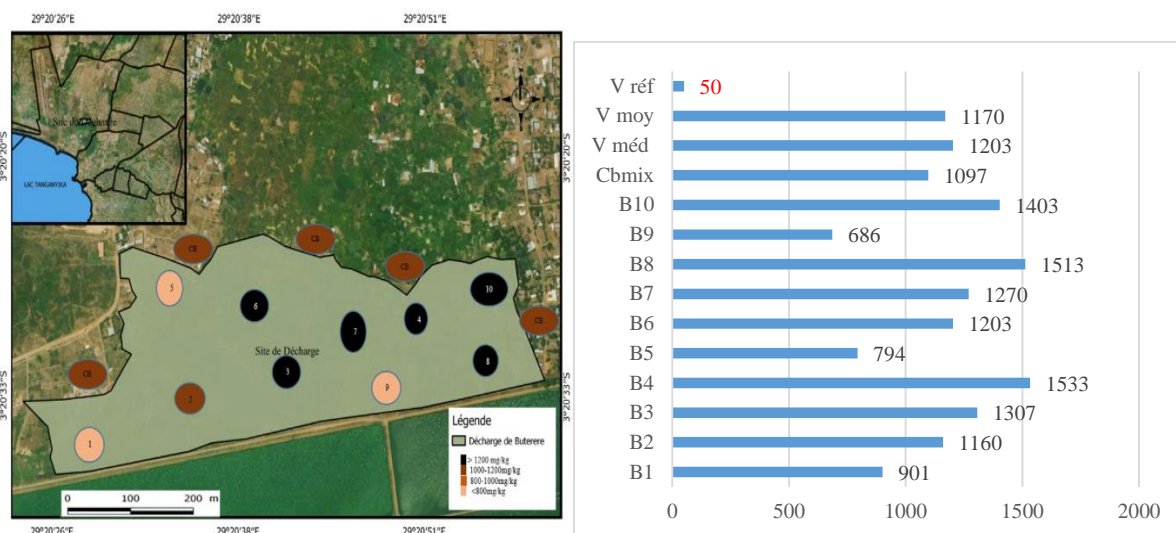 29°20'26"E 29°20'38"E 29°20'51"E
3°20'20"S
3°20'33"S
Site de Décharge
LAC TANGANYIKA
CB
CB
CB
CB
CB
5
10
6
4
7
8
3
9
2
1
Site de Décharge
3°20'20"S
3°20'33"S
Légende
Décharge de Buterere
> 1200 mg/kg
1000-1200mg/kg
800-1000mg/kg
<800mg/kg
0 100 200 m
29°20'26"E 29°20'38"E 29°20'51"E
V réf 50
V moy 1170
V méd 1203
Cbmix 1097
B10 1403
B9 686
B8 1513
B7 1270
B6 1203
B5 794
B4 1533
B3 1307
B2 1160
B1 901
0 500 1000 1500 2000